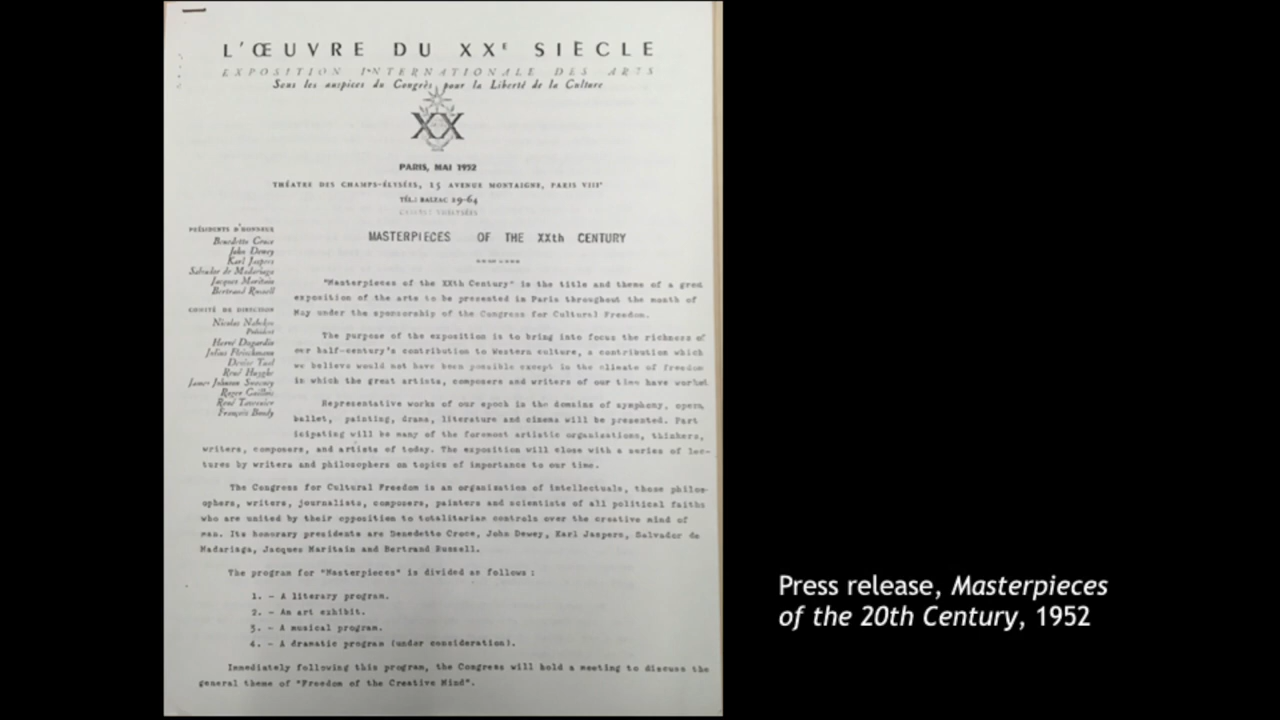 L'ŒUVRE DU XXᵉ SIÈCLE
EXPOSITION INTERNATIONALE DES ARTS
Sous les auspices du Congrès pour la Liberté de la Culture
XX
PARIS, MAI 1952
THÉATRE DES CHAMPS-ÉLYSÉES, 15 AVENUE MONTAIGNE, PARIS VIIIᵉ
TÉL.: BALZAC 19-64
PRÉSIDENTS D'HONNEUR
Benedetto Croce
John Dewey
Karl Jaspers
Salvador de Madariaga
Jacques Maritain
Bertrand Russell
COMITÉ DE DIRECTION
Nicolas Nabokov
Président
Hervé Dugardin
Julius Fleischmann
Denise Tual
René Huyghe
James Johnson Sweeney
Roger Caillois
René Tavernier
François Bondy
MASTERPIECES OF THE XXth CENTURY
"Masterpieces of the XXth Century" is the title and theme of a great
exposition of the arts to be presented in Paris throughout the month of
May under the sponsorship of the Congress for Cultural Freedom.
The purpose of the exposition is to bring into focus the richness of
our half-century's contribution to Western culture, a contribution which
we believe would not have been possible except in the climate of freedom
in which the great artists, composers and writers of our time have worked.
Representative works of our epoch in the domains of symphony, opera,
ballet, painting, drama, literature and cinema will be presented. Part
icipating will be many of the foremost artistic organizations, thinkers,
writers, composers, and artists of today. The exposition will close with a series of lec-
tures by writers and philosophers on topics of importance to our time.
The Congress for Cultural Freedom is an organization of intellectuals, those philos-
ophers, writers, journalists, composers, painters and scientists of all political faiths
who are united by their opposition to totalitarian controls over the creative mind of
man. Its honorary presidents are Benedetto Croce, John Dewey, Karl Jaspers, Salvador de
Madariaga, Jacques Maritain and Bertrand Russell.
The program for "Masterpieces" is divided as follows :
1. - A literary program.
2. - An art exhibit.
3. - A musical program.
4. - A dramatic program (under consideration).
Immediately following this program, the Congress will hold a meeting to discuss the
general theme of "Freedom of the Creative Mind".
Press release, Masterpieces
of the 20th Century, 1952